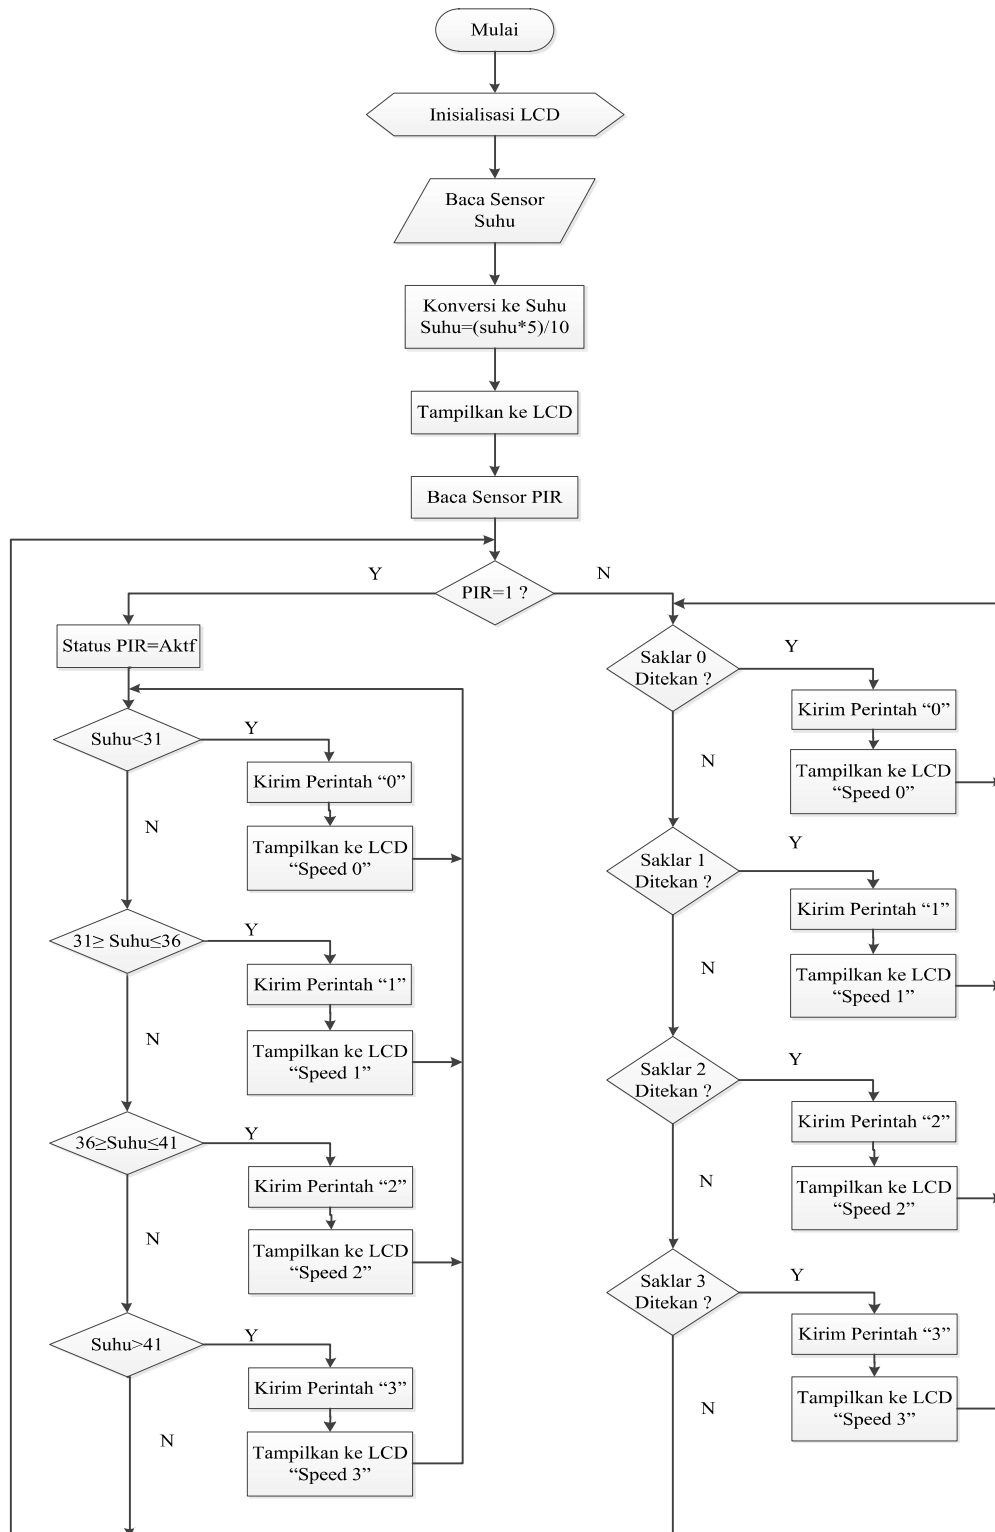 Mulai
Inisialisasi LCD
Baca Sensor
Suhu
Konversi ke Suhu
Suhu=(suhu*5)/10
Tampilkan ke LCD
Baca Sensor PIR
PIR=1 ?
Y
N
Status PIR=Aktf
Suhu<31
Y
Kirim Perintah “0”
Tampilkan ke LCD
“Speed 0”
N
31≥ Suhu≤36
Y
Kirim Perintah “1”
Tampilkan ke LCD
“Speed 1”
N
36≥Suhu≤41
Y
Kirim Perintah “2”
Tampilkan ke LCD
“Speed 2”
N
Suhu>41
Y
Kirim Perintah “3”
Tampilkan ke LCD
“Speed 3”
N
Saklar 0
Ditekan ?
Y
Kirim Perintah “0”
Tampilkan ke LCD
“Speed 0”
N
Saklar 1
Ditekan ?
Y
Kirim Perintah “1”
Tampilkan ke LCD
“Speed 1”
N
Saklar 2
Ditekan ?
Y
Kirim Perintah “2”
Tampilkan ke LCD
“Speed 2”
N
Saklar 3
Ditekan ?
Y
Kirim Perintah “3”
Tampilkan ke LCD
“Speed 3”
N